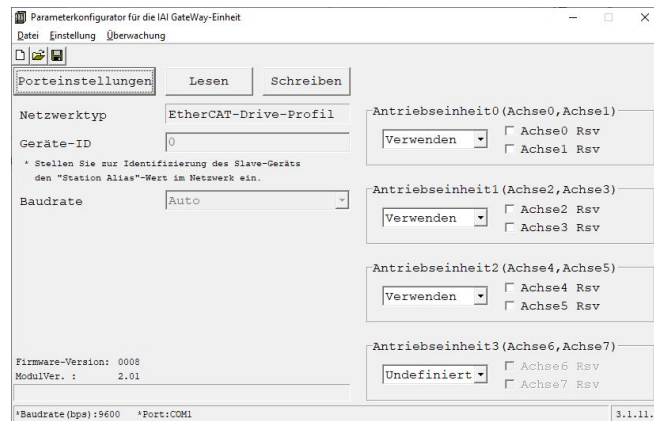 Parameterkonfigurator für die IAI GateWay-Einheit
Datei Einstellung Überwachung
Porteinstellungen Lesen Schreiben
Netzwerktyp EtherCAT-Drive-Profil
Geräte-ID 0
* Stellen Sie zur Identifizierung des Slave-Geräts
den "Station Alias"-Wert im Netzwerk ein.
Baudrate Auto
Antriebseinheit0(Achse0,Achse1)
Verwenden
Achse0 Rsv
Achse1 Rsv
Antriebseinheit1(Achse2,Achse3)
Verwenden
Achse2 Rsv
Achse3 Rsv
Antriebseinheit2(Achse4,Achse5)
Verwenden
Achse4 Rsv
Achse5 Rsv
Antriebseinheit3(Achse6,Achse7)
Undefiniert
Achse6 Rsv
Achse7 Rsv
Firmware-Version: 0008
ModulVer. : 2.01
*Baudrate(bps):9600 *Port:COM1 3.1.11.